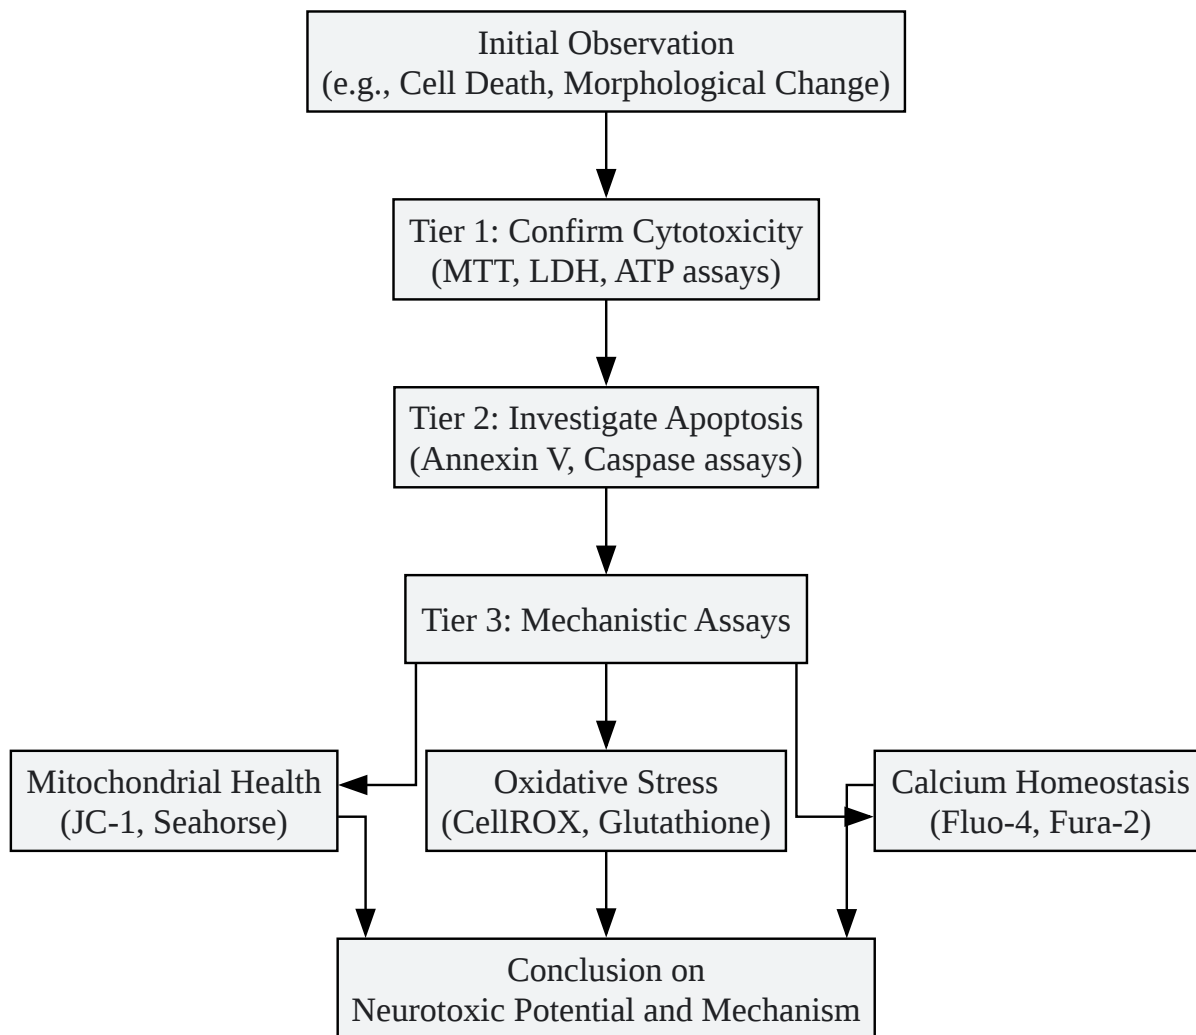 Initial Observation
(e.g., Cell Death, Morphological Change)
Tier 1: Confirm Cytotoxicity
(MTT, LDH, ATP assays)
Tier 2: Investigate Apoptosis
(Annexin V, Caspase assays)
Tier 3: Mechanistic Assays
Mitochondrial Health
(JC-1, Seahorse)
Oxidative Stress
(CellROX, Glutathione)
Calcium Homeostasis
(Fluo-4, Fura-2)
Conclusion on
Neurotoxic Potential and Mechanism